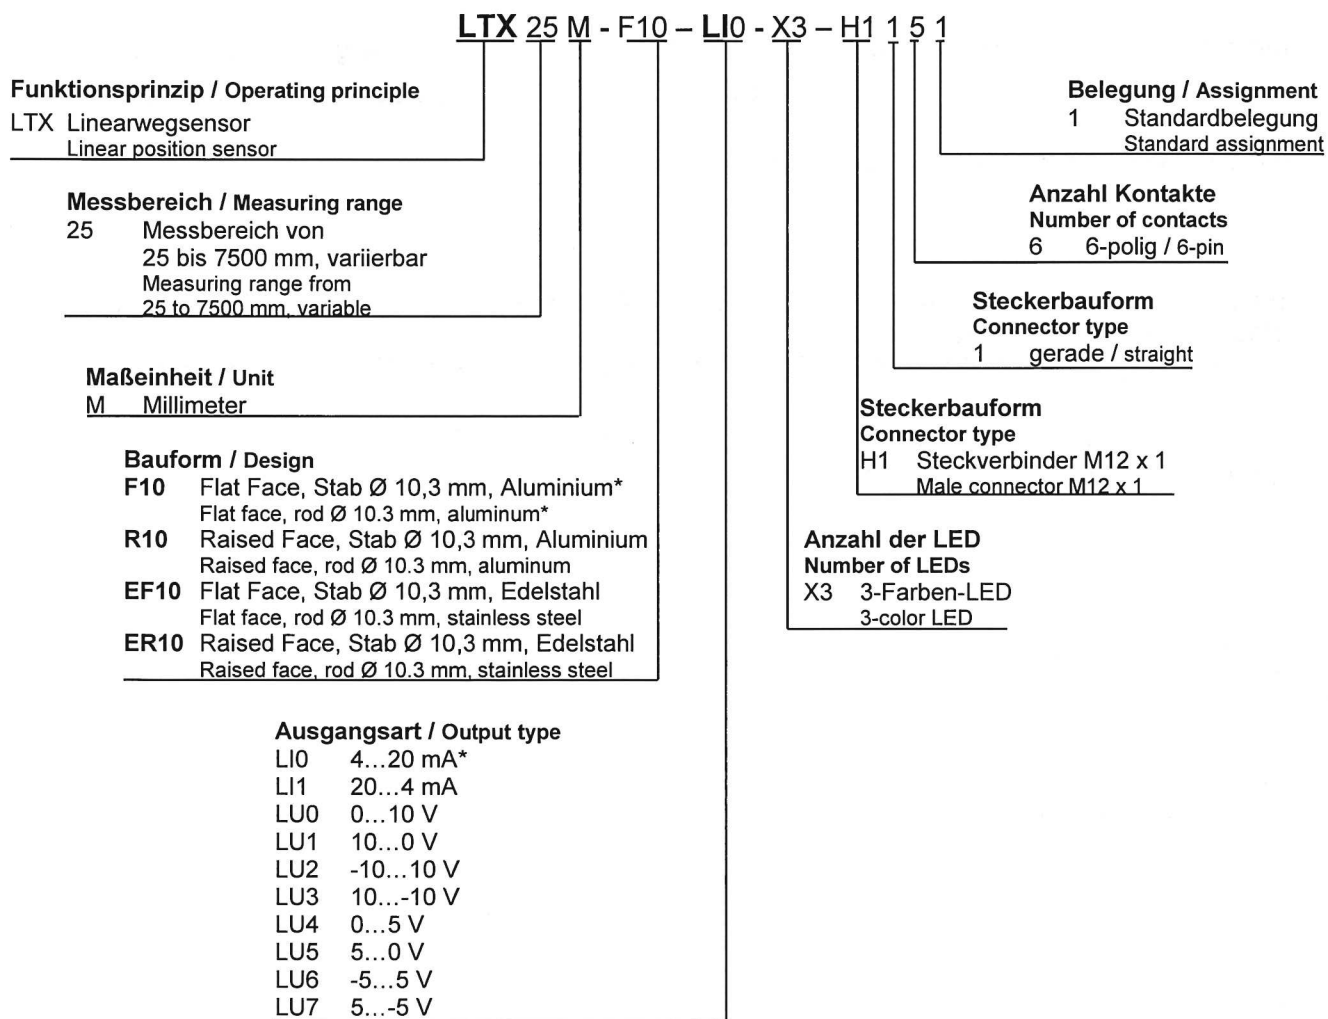 LTX 25 M - F10 – LI0 - X3 – H1 1 5 1
Funktionsprinzip / Operating principle
LTX Linearwegsensor
Linear position sensor
Messbereich / Measuring range
25 Messbereich von
25 bis 7500 mm, variierbar
Measuring range from
25 to 7500 mm, variable
Maßeinheit / Unit
M Millimeter
Bauform / Design
F10 Flat Face, Stab Ø 10,3 mm, Aluminium*
Flat face, rod Ø 10.3 mm, aluminum*
R10 Raised Face, Stab Ø 10,3 mm, Aluminium
Raised face, rod Ø 10.3 mm, aluminum
EF10 Flat Face, Stab Ø 10,3 mm, Edelstahl
Flat face, rod Ø 10.3 mm, stainless steel
ER10 Raised Face, Stab Ø 10,3 mm, Edelstahl
Raised face, rod Ø 10.3 mm, stainless steel
Ausgangsart / Output type
LI0 4...20 mA*
LI1 20...4 mA
LU0 0...10 V
LU1 10...0 V
LU2 -10...10 V
LU3 10...-10 V
LU4 0...5 V
LU5 5...0 V
LU6 -5...5 V
LU7 5...-5 V
Belegung / Assignment
1 Standardbelegung
Standard assignment
Anzahl Kontakte
Number of contacts
6 6-polig / 6-pin
Steckerbauform
Connector type
1 gerade / straight
Steckerbauform
Connector type
H1 Steckverbinder M12 x 1
Male connector M12 x 1
Anzahl der LED
Number of LEDs
X3 3-Farben-LED
3-color LED